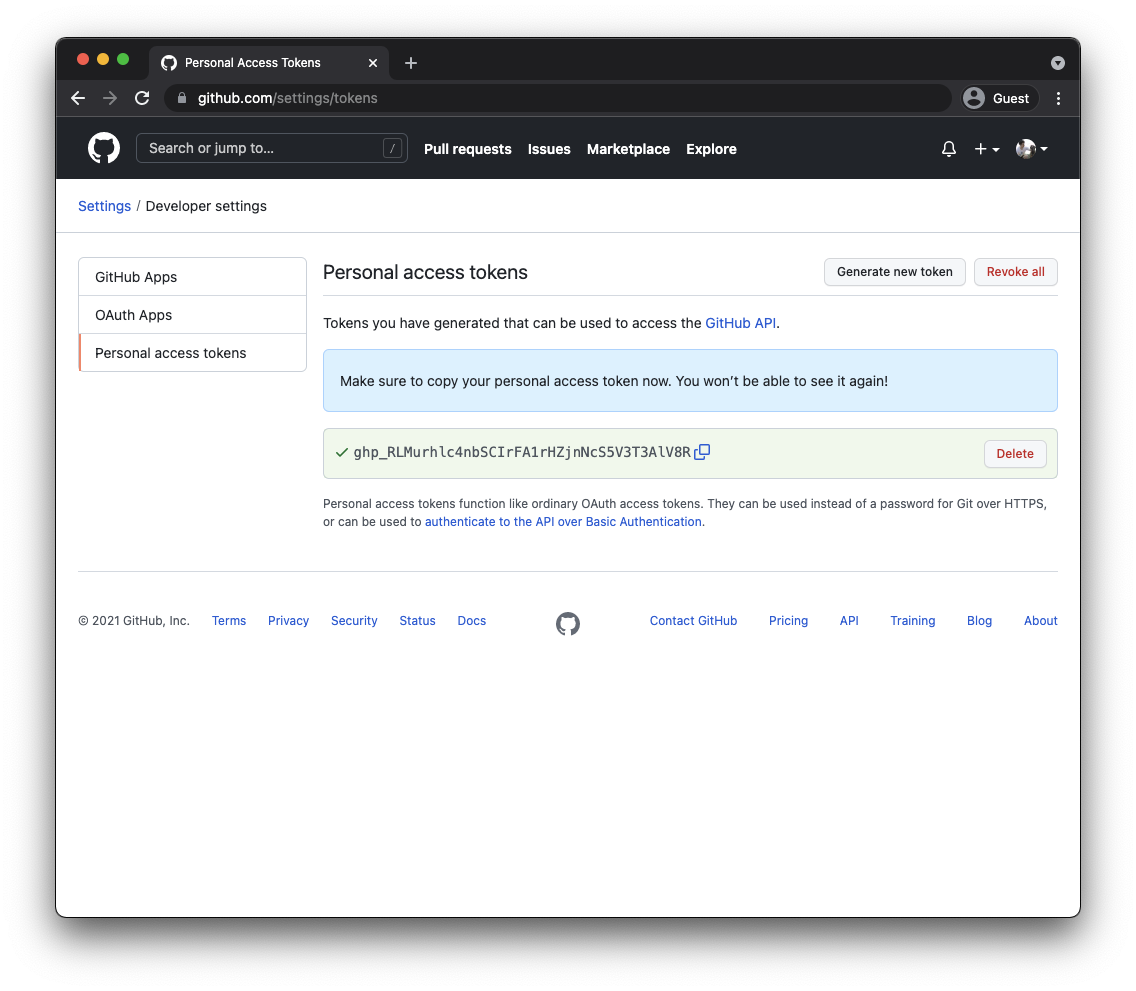 Personal Access Tokens
github.com/settings/tokens
Guest
Search or jump to...
/
Pull requests
Issues
Marketplace
Explore
Settings / Developer settings
GitHub Apps
OAuth Apps
Personal access tokens
Personal access tokens
Generate new token
Revoke all
Tokens you have generated that can be used to access the GitHub API.
Make sure to copy your personal access token now. You won’t be able to see it again!
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
Delete
Personal access tokens function like ordinary OAuth access tokens. They can be used instead of a password for Git over HTTPS,
or can be used to authenticate to the API over Basic Authentication.
© 2021 GitHub, Inc.
Terms
Privacy
Security
Status
Docs
Contact GitHub
Pricing
API
Training
Blog
About